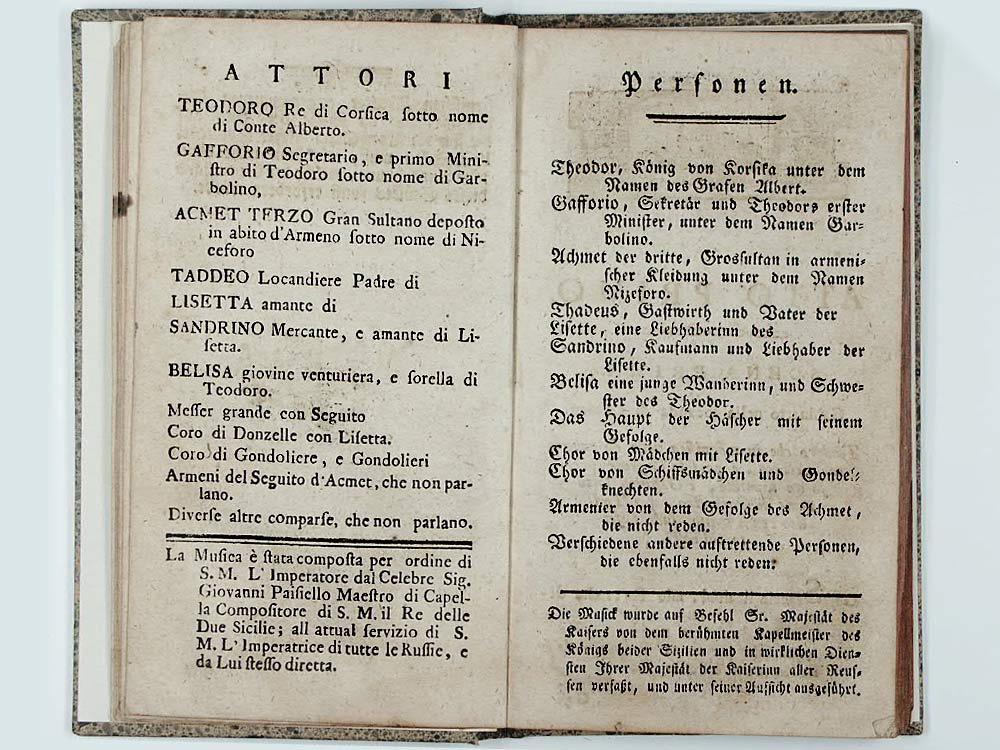 ATTORI
TEODORO Re di Corsica ſotto nome
di Conte Alberto.
GAFFORIO Segretario, e primo Mini-
ſtro di Teodoro ſotto nome di Gar-
bolino,
ACMET TERZO Gran Sultano depoſto
in abito d'Armeno ſotto nome di Ni-
ceforo
TADDEO Locandiere Padre di
LISETTA amante di
SANDRINO Mercante, e amante di Li-
ſetta.
BELISA giovine venturiera, e ſorella di
Teodoro.
Meſſer grande con Seguito
Coro di Donzelle con Liſetta.
Coro di Gondoliere, e Gondolieri
Armeni del Seguito d'Acmet, che non par-
lano.
Diverſe altre comparſe, che non parlano.
La Muſica è ſtata compoſta per ordine di
S. M. L' Imperatore dal Celebre Sig.
Giovanni Paiſiello Maeſtro di Capel-
la Compoſitore di S. M. il Re delle
Due Sicilie; all attual ſervizio di S.
M. L'Imperatrice di tutte le Ruſſie, e
da Lui ſteſſo diretta.
Perſonen.
Theodor, König von Korſika unter dem
Namen des Grafen Albert.
Gafforio, Sekretär und Theodors erſter
Miniſter, unter dem Namen Gar-
bolino.
Achmet der dritte, Grosſultan in armeni-
ſcher Kleidung unter dem Namen
Nizeforo.
Thadeus, Gaſtwirth und Vater der
Liſette, eine Liebhaberinn des
Sandrino, Kaufmann und Liebhaber der
Liſette.
Beliſa eine junge Wanderinn, und Schwe-
ſter des Theodor.
Das Haupt der Häſcher mit ſeinem
Gefolge.
Chor von Mädchen mit Liſette.
Chor von Schiffsmädchen und Gondel-
knechten.
Armenier von dem Gefolge des Achmet,
die nicht reden.
Verſchiedene andere auftrettende Perſonen,
die ebenfalls nicht reden.
Die Muſick wurde auf Befehl Sr. Majeſtät des
Kaiſers von dem berühmten Kapellmeiſter des
Königs beider Sizilien und in wirklichen Dien-
ſten Ihrer Majeſtät der Kaiſerinn aller Reuſ-
ſen verfaßt, und unter ſeiner Aufſicht ausgeführt.